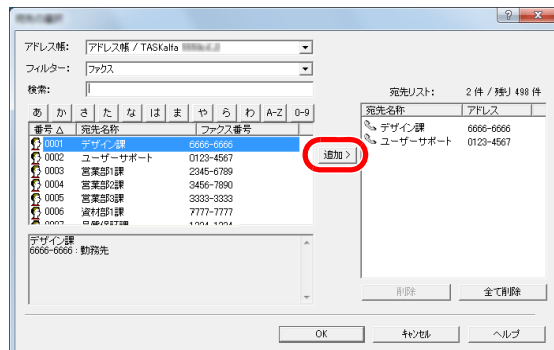 アドレス帳: アドレス帳 / TASKalfa
フィルター: ファクス
検索:
宛先リスト: 2 件 / 残り 498 件
あ か さ た な は ま や ら わ A-Z 0-9
番号 宛先名称 ファクス番号
宛先名称 アドレス
0001 デザイン課 6666-6666
0002 ユーザーサポート 0123-4567
0003 営業部1課 2345-6789
0004 営業部2課 3456-7890
0005 営業部3課 3333-3333
0006 資材部1課 7777-7777
追加 >
デザイン課 6666-6666
ユーザーサポート 0123-4567
デザイン課
6666-6666 : 勤務先
削除 全て削除
OK キャンセル ヘルプ